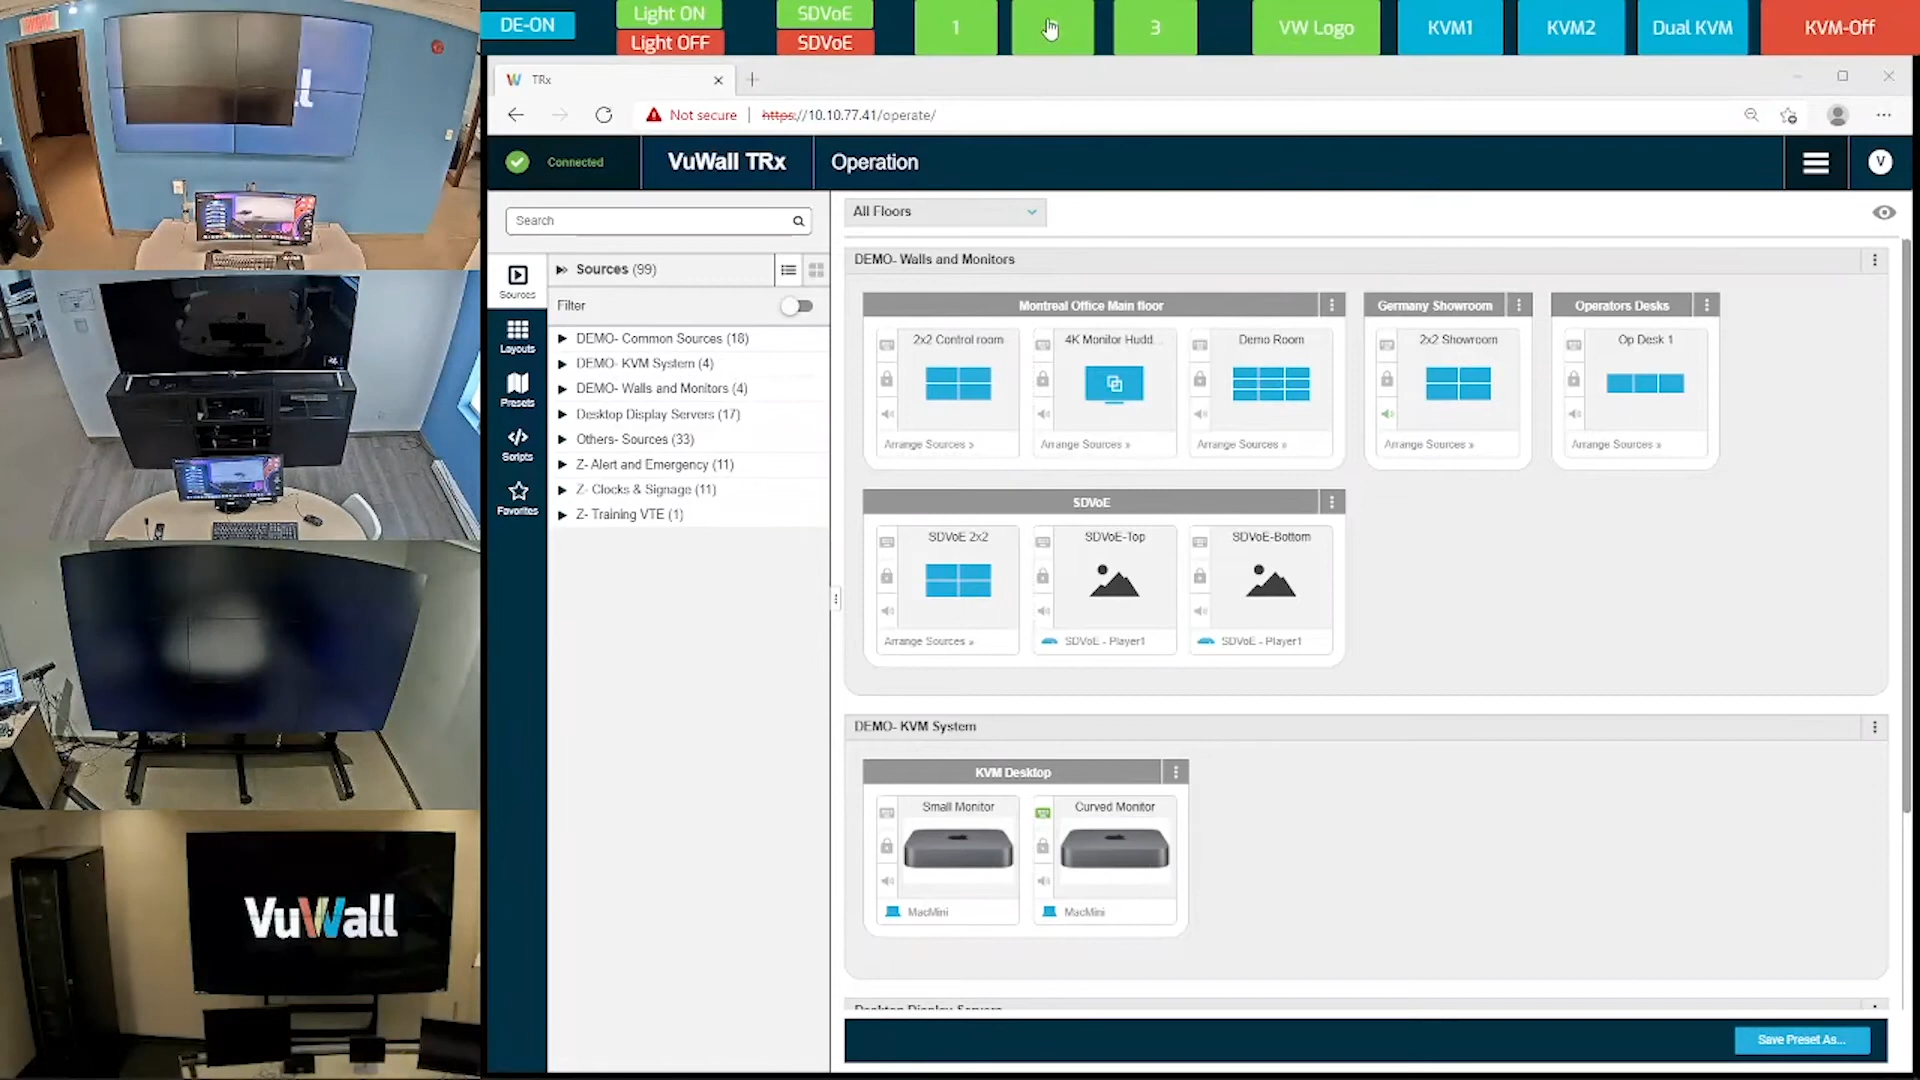 DE-ON
Light ON
Light OFF
SDVoE
SDVoE
1
3
VW Logo
KVM1
KVM2
Dual KVM
KVM-Off
TRx
Not secure
https://10.10.77.41/operate/
Connected
VuWall TRx
Operation
V
Search
All Floors
Sources
Layouts
Presets
Scripts
Favorites
Sources (99)
Filter
DEMO- Common Sources (18)
DEMO- KVM System (4)
DEMO- Walls and Monitors (4)
Desktop Display Servers (17)
Others- Sources (33)
Z- Alert and Emergency (11)
Z- Clocks & Signage (11)
Z- Training VTE (1)
DEMO- Walls and Monitors
Montreal Office Main floor
Germany Showroom
Operators Desks
2x2 Control room
4K Monitor Hudd...
Demo Room
2x2 Showroom
Op Desk 1
Arrange Sources »
Arrange Sources »
Arrange Sources »
Arrange Sources »
Arrange Sources »
SDVoE
SDVoE 2x2
SDVoE-Top
SDVoE-Bottom
Arrange Sources »
SDVoE - Player1
SDVoE - Player1
DEMO- KVM System
KVM Desktop
Small Monitor
Curved Monitor
MacMini
MacMini
Desktop Display Servers
Save Preset As...
VuWall